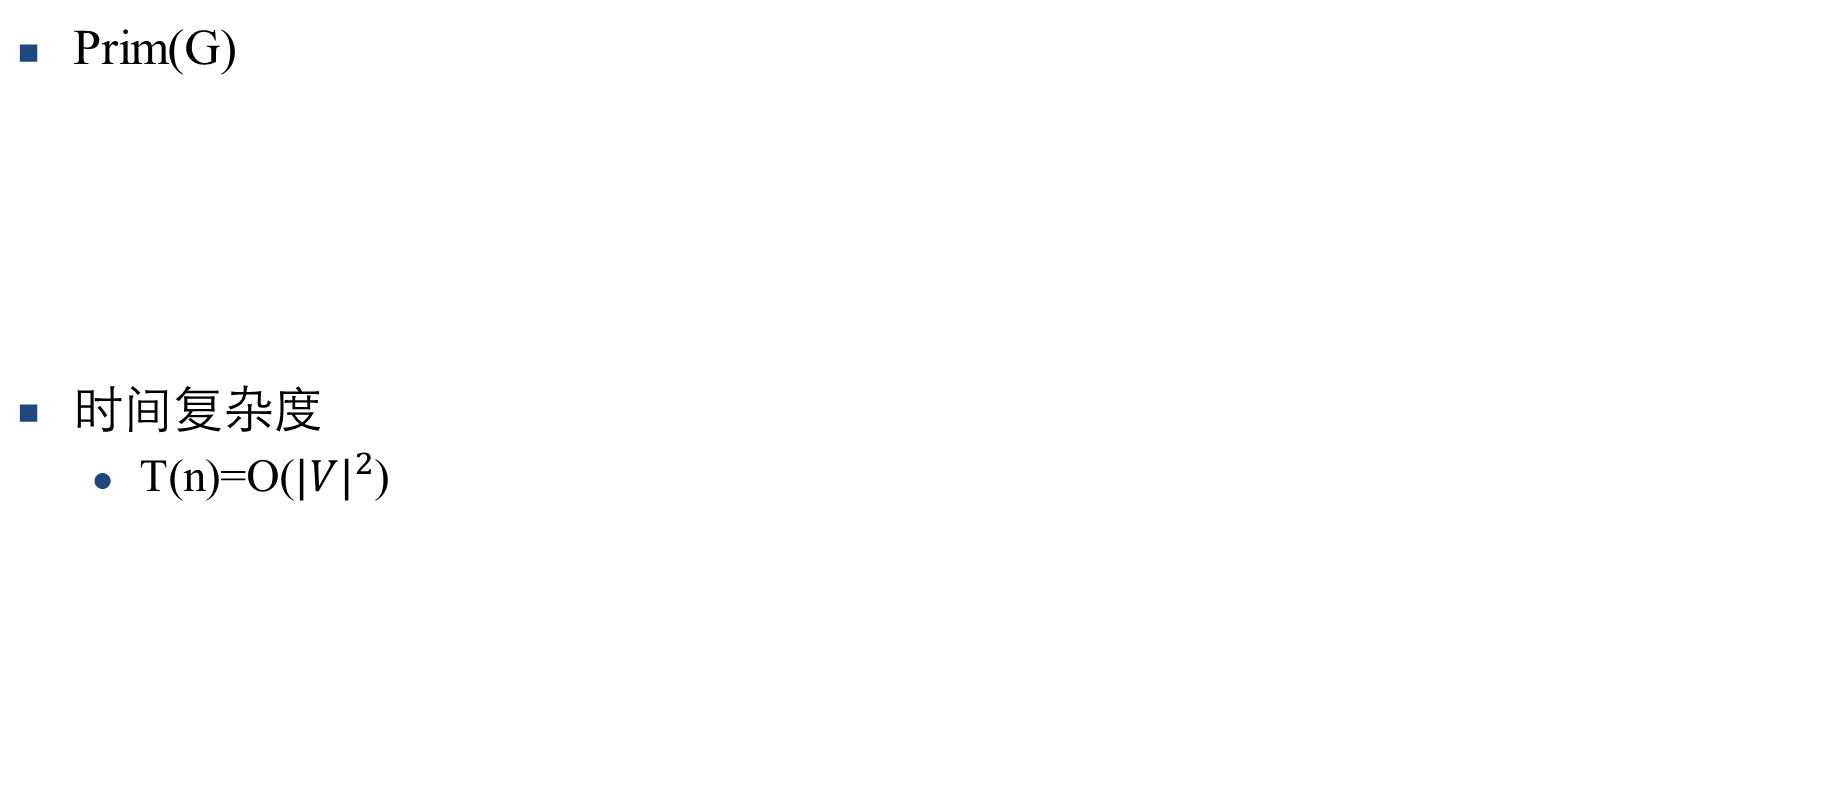 ▪ Prim(G)
▪ 时间复杂度
• T(n)=O(|V|²)